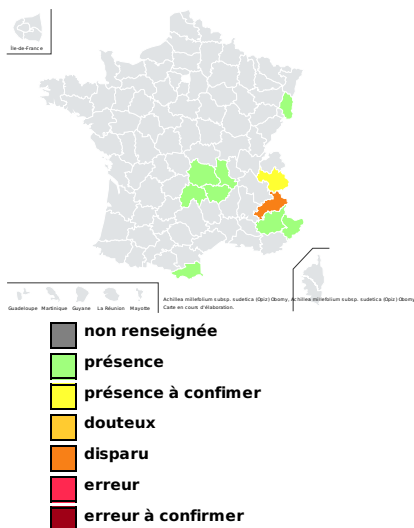 Île-de-France
Guadeloupe Martinique Guyane La Réunion Mayotte
Achillea millefolium subsp. sudetica (Opiz) Oborny, Achillea millefolium subsp. sudetica (Opiz) Oborny
Carte en cours d'élaboration.
non renseignée
présence
présence à confimer
douteux
disparu
erreur
erreur à confirmer